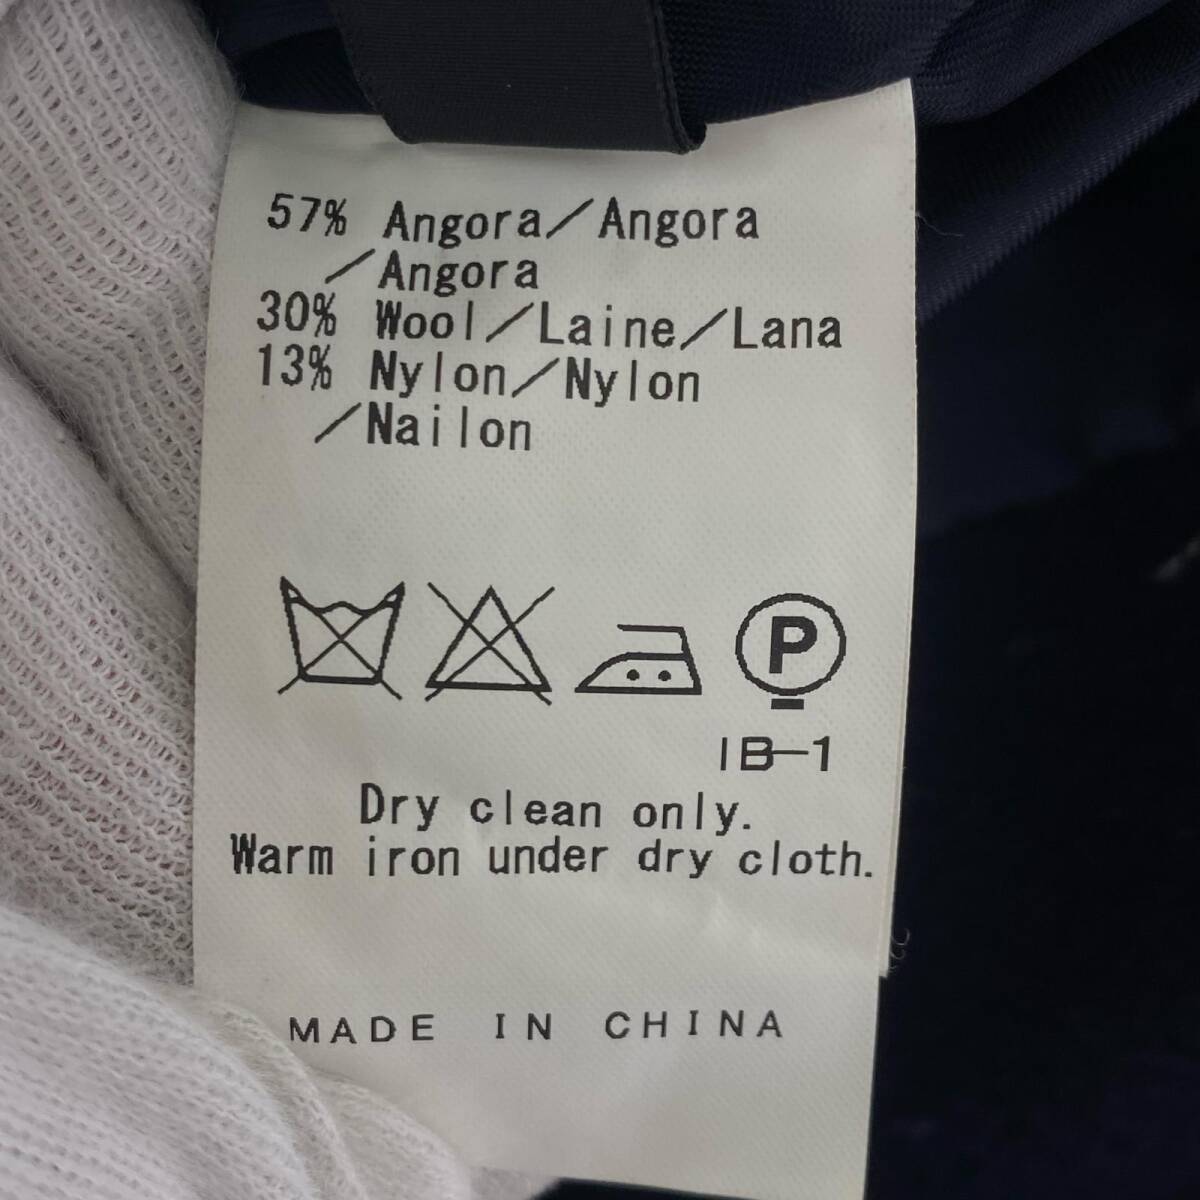 57% Angora/Angora
/Angora
30% Wool/Laine/Lana
13% Nylon/Nylon
/Nailon
P
IB-1
Dry clean only.
Warm iron under dry cloth.
MADE IN CHINA